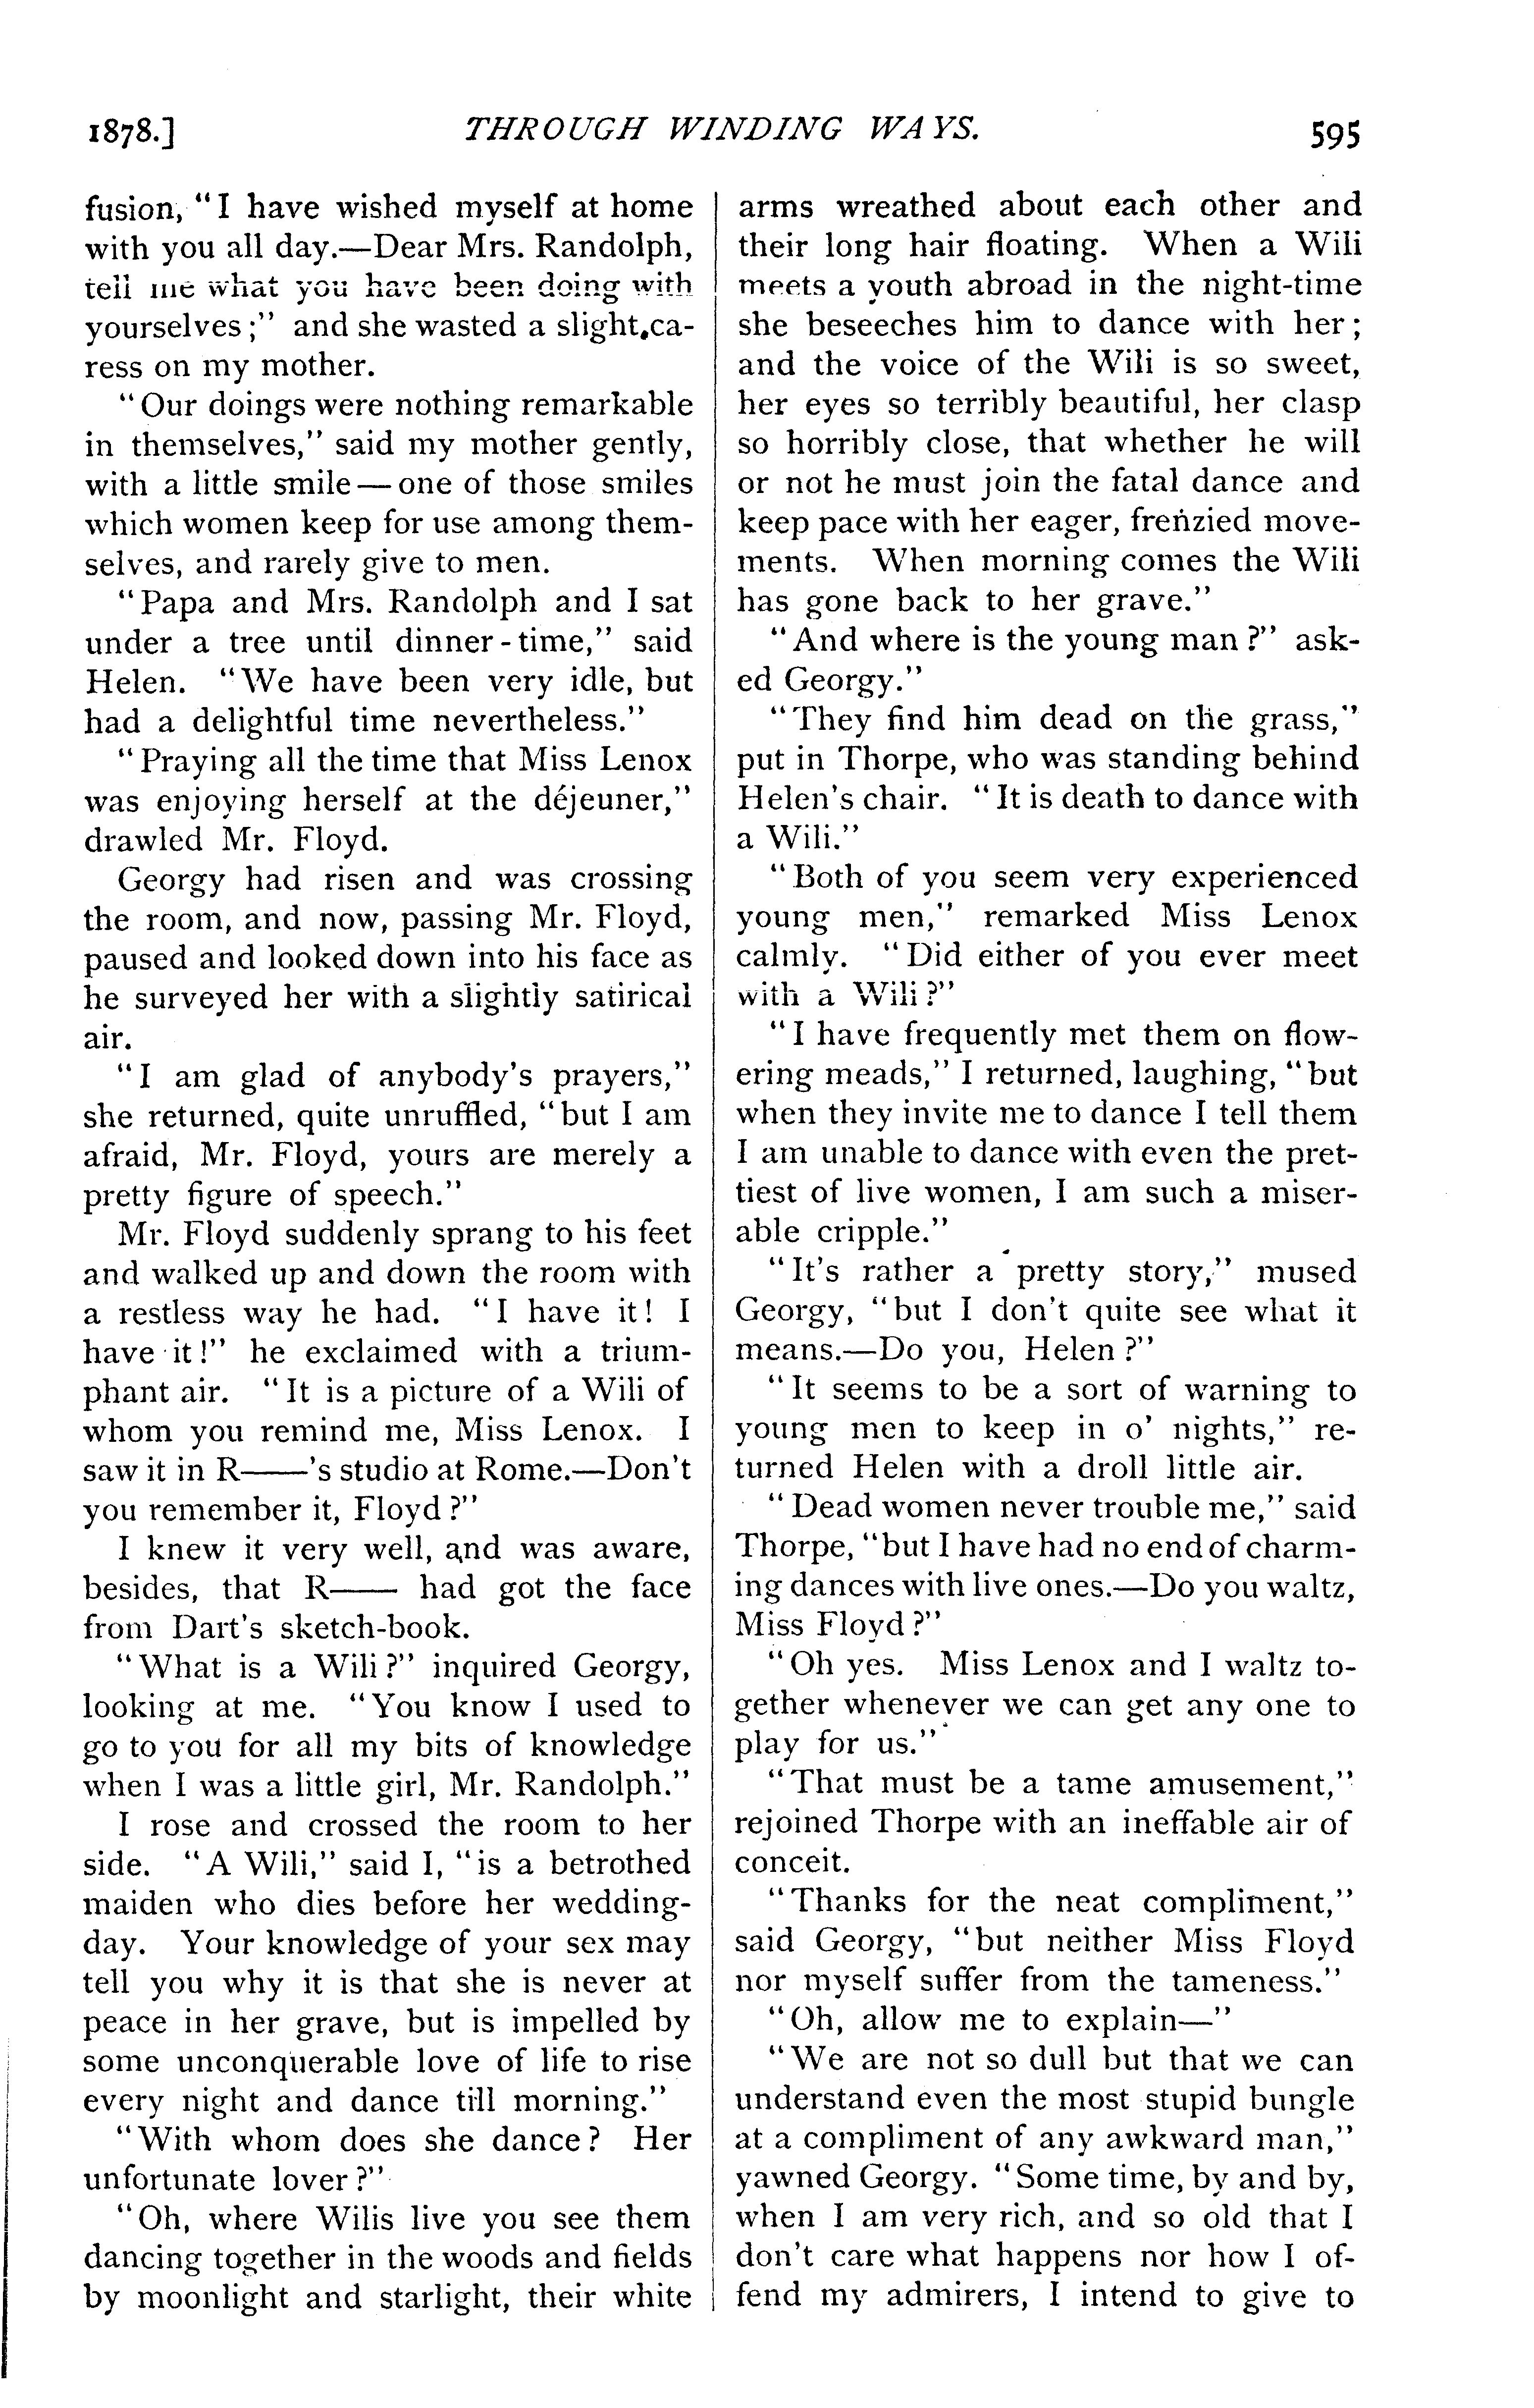 1878.] THROUGH WINDING WAYS. 595
fusion, "I have wished myself at home
with you all day.—Dear Mrs. Randolph,
tell me what you have been doing with
yourselves;" and she wasted a slight ca-
ress on my mother.
"Our doings were nothing remarkable
in themselves," said my mother gently,
with a little smile—one of those smiles
which women keep for use among them-
selves, and rarely give to men.
"Papa and Mrs. Randolph and I sat
under a tree until dinner-time," said
Helen. "We have been very idle, but
had a delightful time nevertheless."
"Praying all the time that Miss Lenox
was enjoying herself at the déjeuner,"
drawled Mr. Floyd.
Georgy had risen and was crossing
the room, and now, passing Mr. Floyd,
paused and looked down into his face as
he surveyed her with a slightly satirical
air.
"I am glad of anybody's prayers,"
she returned, quite unruffled, "but I am
afraid, Mr. Floyd, yours are merely a
pretty figure of speech."
Mr. Floyd suddenly sprang to his feet
and walked up and down the room with
a restless way he had. "I have it! I
have it!" he exclaimed with a trium-
phant air. "It is a picture of a Wili of
whom you remind me, Miss Lenox. I
saw it in R——'s studio at Rome.—Don't
you remember it, Floyd?"
I knew it very well, and was aware,
besides, that R—— had got the face
from Dart's sketch-book.
"What is a Wili?" inquired Georgy,
looking at me. "You know I used to
go to you for all my bits of knowledge
when I was a little girl, Mr. Randolph."
I rose and crossed the room to her
side. "A Wili," said I, "is a betrothed
maiden who dies before her wedding-
day. Your knowledge of your sex may
tell you why it is that she is never at
peace in her grave, but is impelled by
some unconquerable love of life to rise
every night and dance till morning."
"With whom does she dance? Her
unfortunate lover?"
"Oh, where Wilis live you see them
dancing together in the woods and fields
by moonlight and starlight, their white
arms wreathed about each other and
their long hair floating. When a Wili
meets a youth abroad in the night-time
she beseeches him to dance with her;
and the voice of the Wili is so sweet,
her eyes so terribly beautiful, her clasp
so horribly close, that whether he will
or not he must join the fatal dance and
keep pace with her eager, frenzied move-
ments. When morning comes the Wili
has gone back to her grave."
"And where is the young man?" ask-
ed Georgy."
"They find him dead on the grass,"
put in Thorpe, who was standing behind
Helen's chair. "It is death to dance with
a Wili."
"Both of you seem very experienced
young men," remarked Miss Lenox
calmly. "Did either of you ever meet
with a Wili?"
"I have frequently met them on flow-
ering meads," I returned, laughing, "but
when they invite me to dance I tell them
I am unable to dance with even the pret-
tiest of live women, I am such a miser-
able cripple."
"It's rather a pretty story," mused
Georgy, "but I don't quite see what it
means.—Do you, Helen?"
"It seems to be a sort of warning to
young men to keep in o' nights," re-
turned Helen with a droll little air.
"Dead women never trouble me," said
Thorpe, "but I have had no end of charm-
ing dances with live ones.—Do you waltz,
Miss Floyd?"
"Oh yes. Miss Lenox and I waltz to-
gether whenever we can get any one to
play for us."
"That must be a tame amusement,"
rejoined Thorpe with an ineffable air of
conceit.
"Thanks for the neat compliment,"
said Georgy, "but neither Miss Floyd
nor myself suffer from the tameness."
"Oh, allow me to explain—"
"We are not so dull but that we can
understand even the most stupid bungle
at a compliment of any awkward man,"
yawned Georgy. "Some time, by and by,
when I am very rich, and so old that I
don't care what happens nor how I of-
fend my admirers, I intend to give to